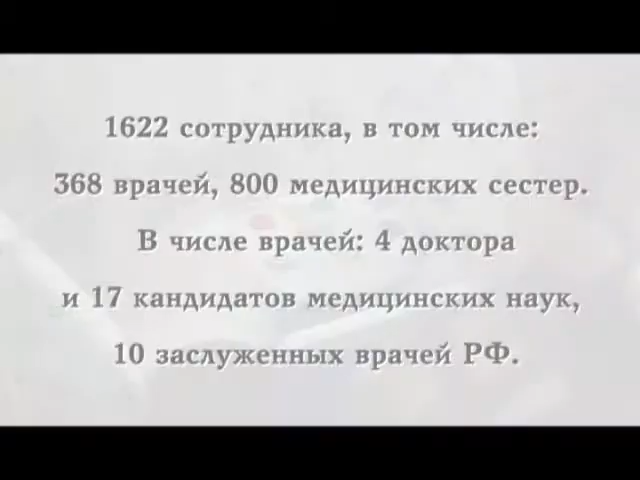 1622 сотрудника, в том числе:
368 врачей, 800 медицинских сестер.
В числе врачей: 4 доктора
и 17 кандидатов медицинских наук,
10 заслуженных врачей РФ.